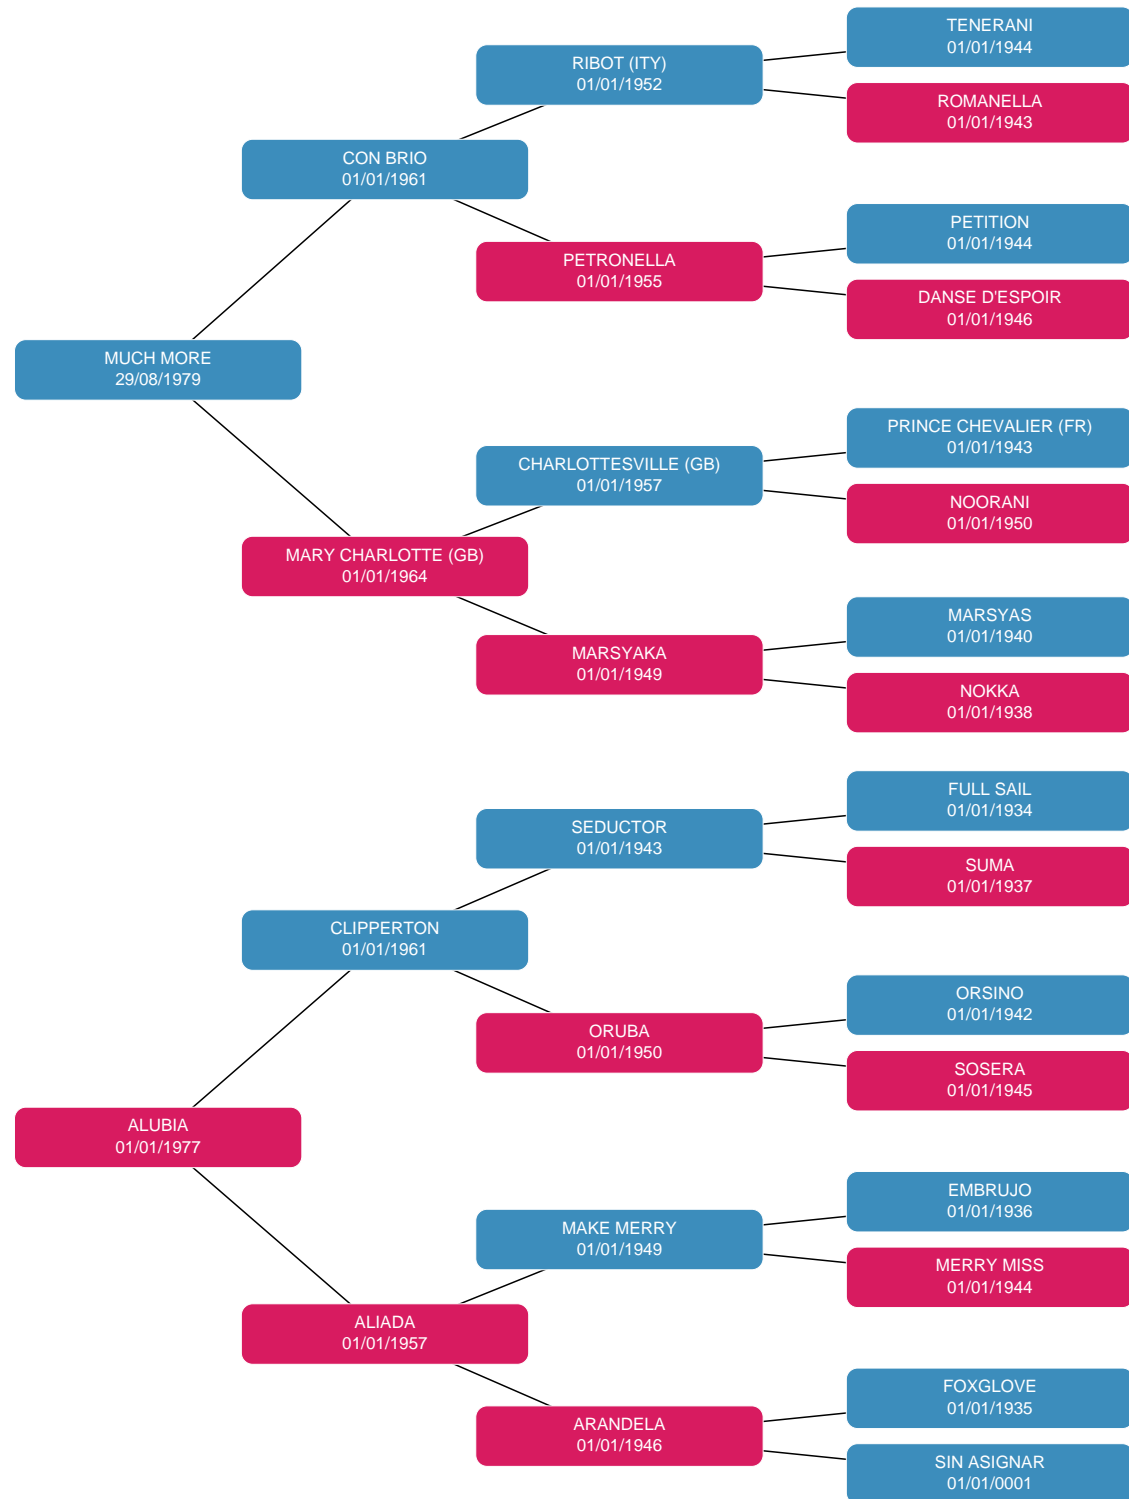 TENERANI
01/01/1944
RIBOT (ITY)
01/01/1952
ROMANELLA
01/01/1943
CON BRIO
01/01/1961
PETITION
01/01/1944
PETRONELLA
01/01/1955
DANSE D'ESPOIR
01/01/1946
MUCH MORE
29/08/1979
PRINCE CHEVALIER (FR)
01/01/1943
CHARLOTTESVILLE (GB)
01/01/1957
NOORANI
01/01/1950
MARY CHARLOTTE (GB)
01/01/1964
MARSYAS
01/01/1940
MARSYAKA
01/01/1949
NOKKA
01/01/1938
FULL SAIL
01/01/1934
SEDUCTOR
01/01/1943
SUMA
01/01/1937
CLIPPERTON
01/01/1961
ORSINO
01/01/1942
ORUBA
01/01/1950
SOSERA
01/01/1945
ALUBIA
01/01/1977
EMBRUJO
01/01/1936
MAKE MERRY
01/01/1949
MERRY MISS
01/01/1944
ALIADA
01/01/1957
FOXGLOVE
01/01/1935
ARANDELA
01/01/1946
SIN ASIGNAR
01/01/0001